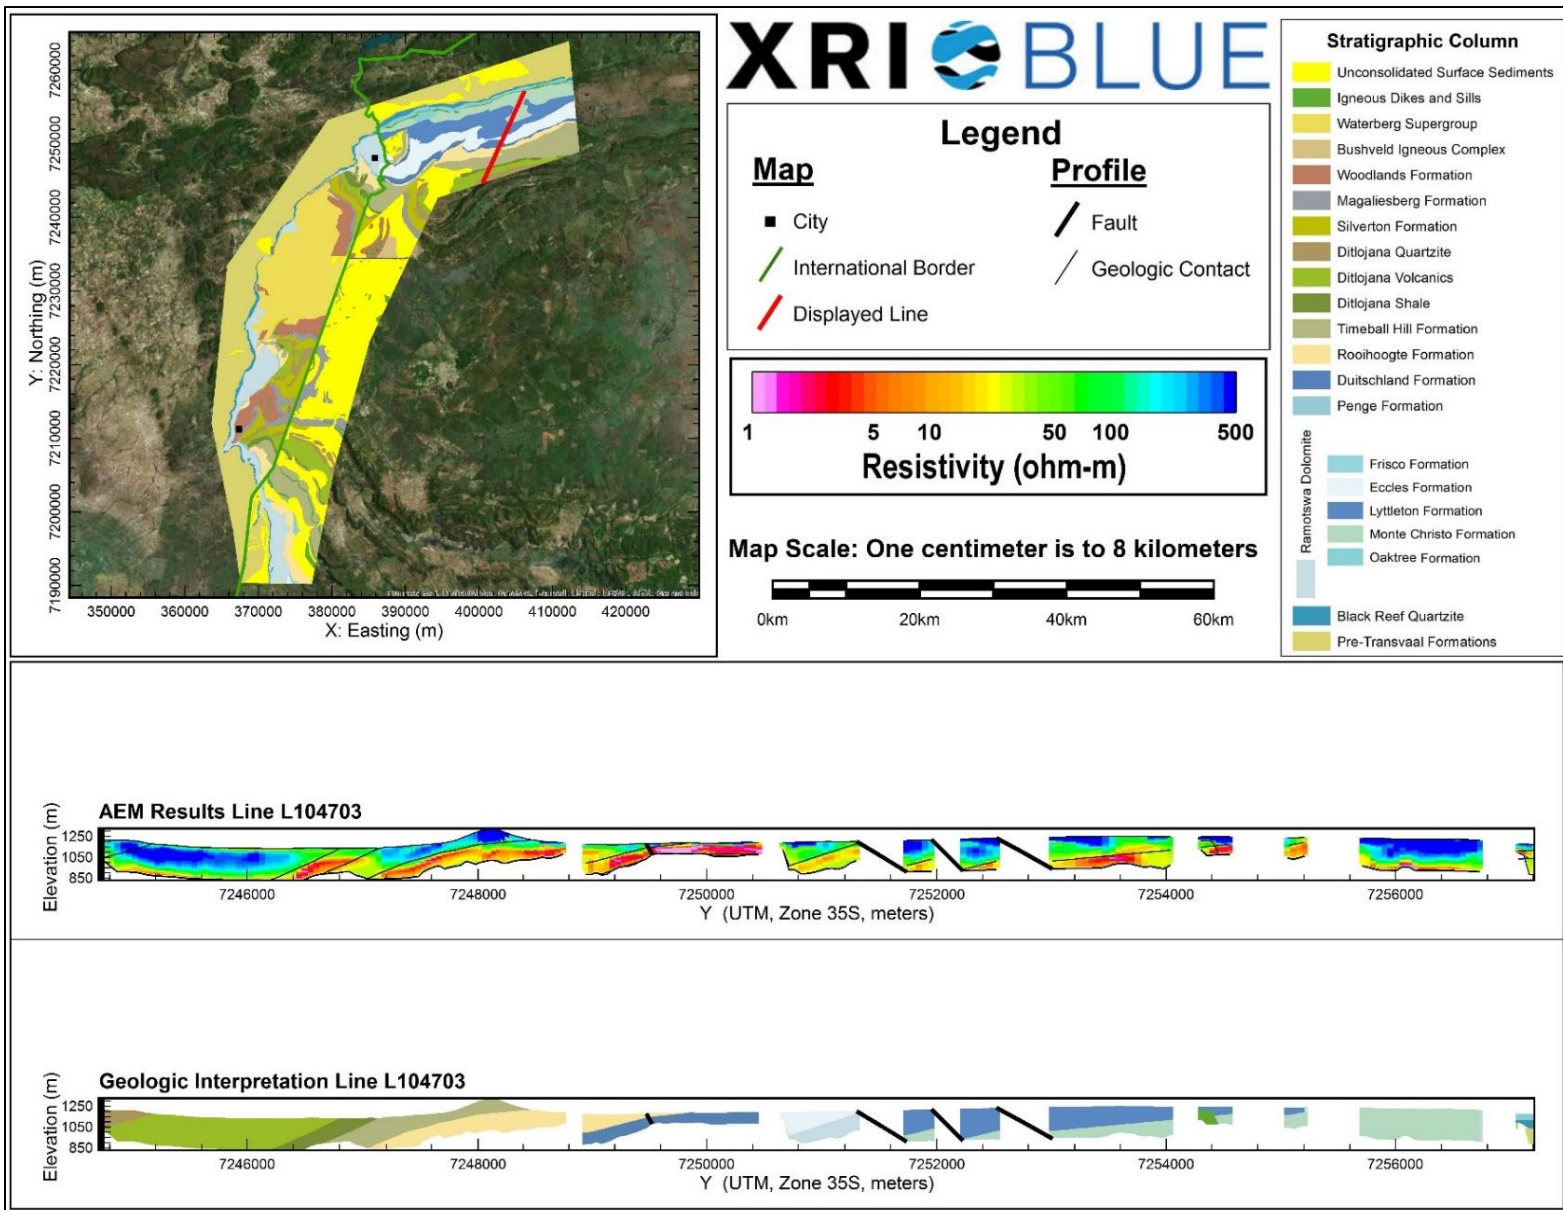 XRI BLUE
7260000
7250000
7240000
7230000
7220000
7210000
7200000
7190000
Y: Northing (m)
350000 360000 370000 380000 390000 400000 410000 420000
X: Easting (m)
Legend
Map
City
International Border
Displayed Line
Profile
Fault
Geologic Contact
1 5 10 50 100 500
Resistivity (ohm-m)
Map Scale: One centimeter is to 8 kilometers
0km 20km 40km 60km
Stratigraphic Column
Unconsolidated Surface Sediments
Igneous Dikes and Sills
Waterberg Supergroup
Bushveld Igneous Complex
Woodlands Formation
Magaliesberg Formation
Silverton Formation
Ditlojana Quartzite
Ditlojana Volcanics
Ditlojana Shale
Timeball Hill Formation
Rooihoogte Formation
Duitschland Formation
Penge Formation
Ramotswa Dolomite
Frisco Formation
Eccles Formation
Lyttleton Formation
Monte Christo Formation
Oaktree Formation
Black Reef Quartzite
Pre-Transvaal Formations
AEM Results Line L104703
Elevation (m)
1250
1050
850
7246000 7248000 7250000 7252000 7254000 7256000
Y (UTM, Zone 35S, meters)
Geologic Interpretation Line L104703
Elevation (m)
1250
1050
850
7246000 7248000 7250000 7252000 7254000 7256000
Y (UTM, Zone 35S, meters)